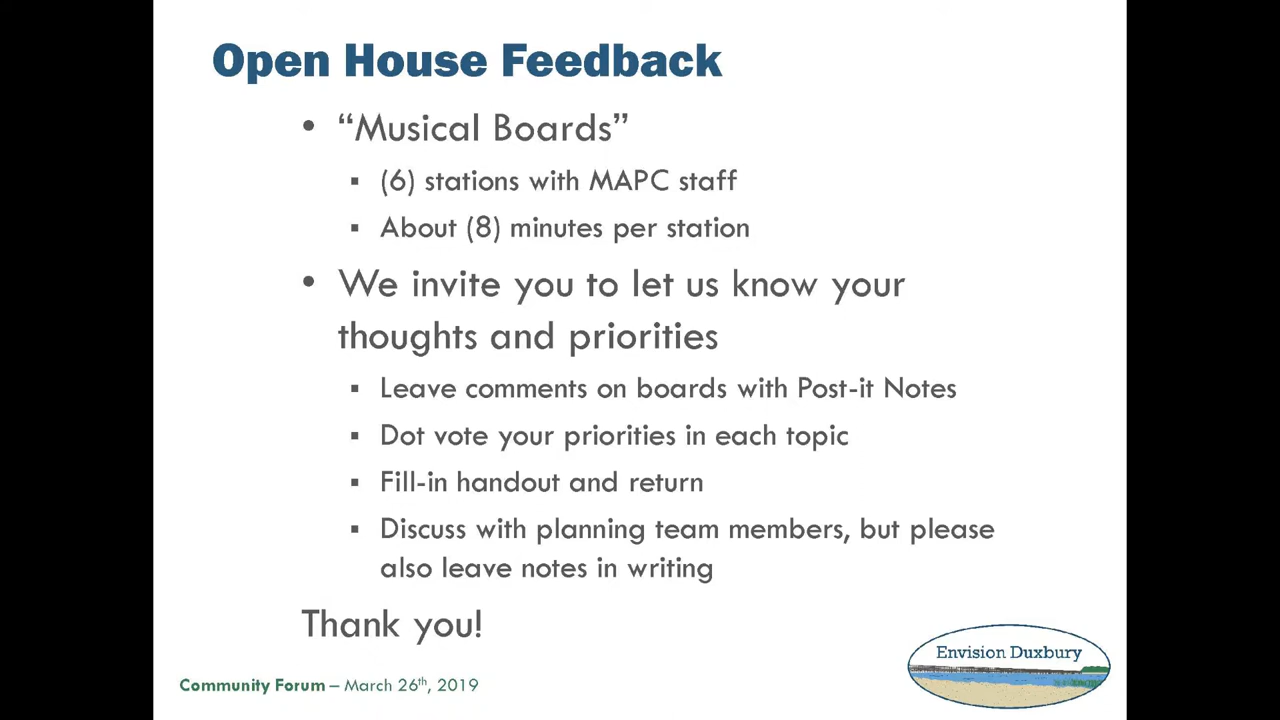 Open House Feedback
• “Musical Boards”
▪ (6) stations with MAPC staff
▪ About (8) minutes per station
• We invite you to let us know your
thoughts and priorities
▪ Leave comments on boards with Post-it Notes
▪ Dot vote your priorities in each topic
▪ Fill-in handout and return
▪ Discuss with planning team members, but please
also leave notes in writing
Thank you!
Envision Duxbury
Community Forum – March 26th, 2019